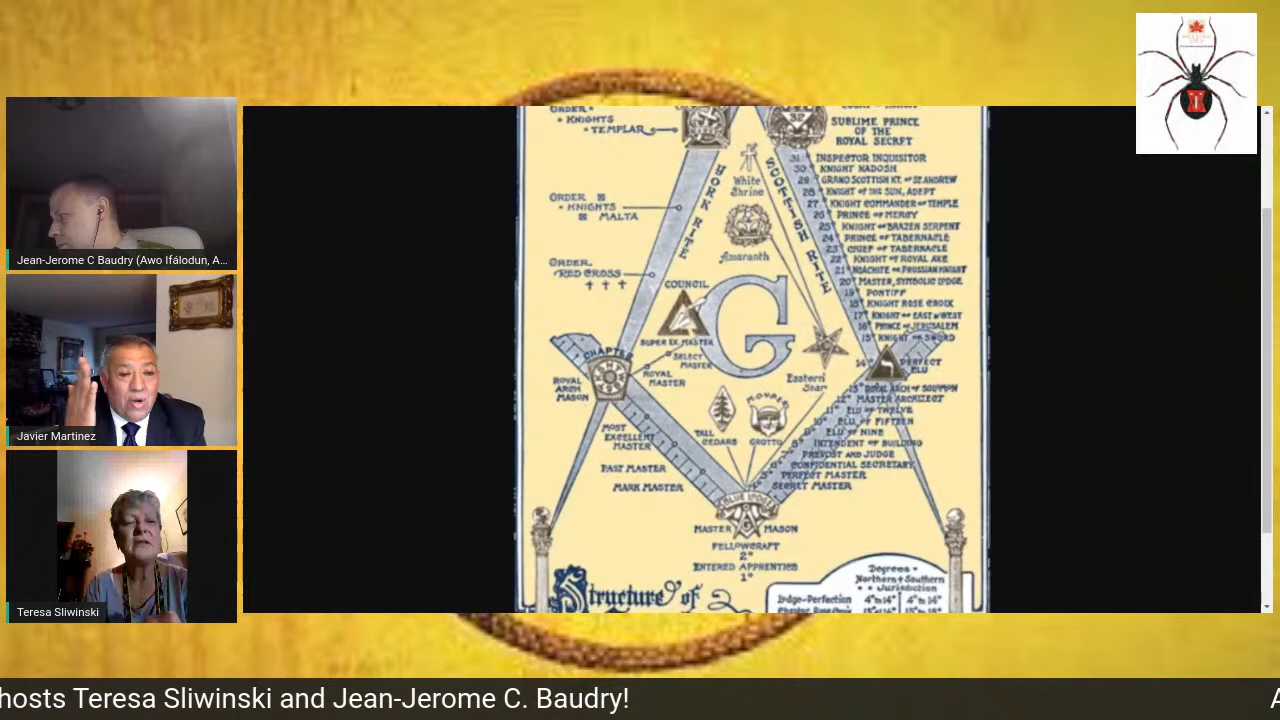 Jean-Jerome C Baudry (Awo Ifálodun, A...
Javier Martinez
Teresa Sliwinski
ORDER
KNIGHTS
TEMPLAR
ORDER
KNIGHTS
MALTA
ORDER
RED CROSS
YORK RITE
SCOTTISH RITE
White
Shrine
Amaranth
COUNCIL
G
SUPER EX. MASTER
SELECT
MASTER
ROYAL
MASTER
CHAPTER
ROYAL
ARCH
MASON
MOST
EXCELLENT
MASTER
PAST MASTER
MARK MASTER
Eastern
Star
TALL
CEDARS
MOVPER
GROTTO
32
SUBLIME PRINCE
OF THE
ROYAL SECRET
31 INSPECTOR INQUISITOR
30 KNIGHT KADOSH
29 GRAND SCOTTISH KT. OF ST ANDREW
28 KNIGHT OF THE SUN, ADEPT
27 KNIGHT COMMANDER OF TEMPLE
26 PRINCE OF MERCY
25 KNIGHT OF BRAZEN SERPENT
24 PRINCE OF TABERNACLE
23 CHIEF OF TABERNACLE
22 KNIGHT OF ROYAL AXE
21 NOACHITE OR PRUSSIAN KNIGHT
20° MASTER, SYMBOLIC LODGE
19° PONTIFF
18° KNIGHT ROSE CROIX
17° KNIGHT OF EAST & WEST
16° PRINCE OF JERUSALEM
15° KNIGHT OF SWORD
14° PERFECT
ELU
13° ROYAL ARCH OF SOLOMON
12° MASTER ARCHITECT
11° ELU OF TWELVE
10° ELU OF FIFTEEN
9° ELU OF NINE
8° INTENDENT OF BUILDING
7° PREVOST AND JUDGE
6° CONFIDENTIAL SECRETARY
5° PERFECT MASTER
4° SECRET MASTER
BLUE LODGE
MASTER MASON
FELLOWCRAFT
2°
ENTERED APPRENTICE
1°
Structure of
Degrees
Northern & Southern
Jurisdiction
Lodge-Perfection 4° to 14° 4° to 14°
hosts Teresa Sliwinski and Jean-Jerome C. Baudry!